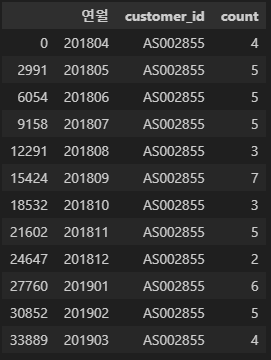 연월 customer_id count
0 201804 AS002855 4
2991 201805 AS002855 5
6054 201806 AS002855 5
9158 201807 AS002855 5
12291 201808 AS002855 3
15424 201809 AS002855 7
18532 201810 AS002855 3
21602 201811 AS002855 5
24647 201812 AS002855 2
27760 201901 AS002855 6
30852 201902 AS002855 5
33889 201903 AS002855 4